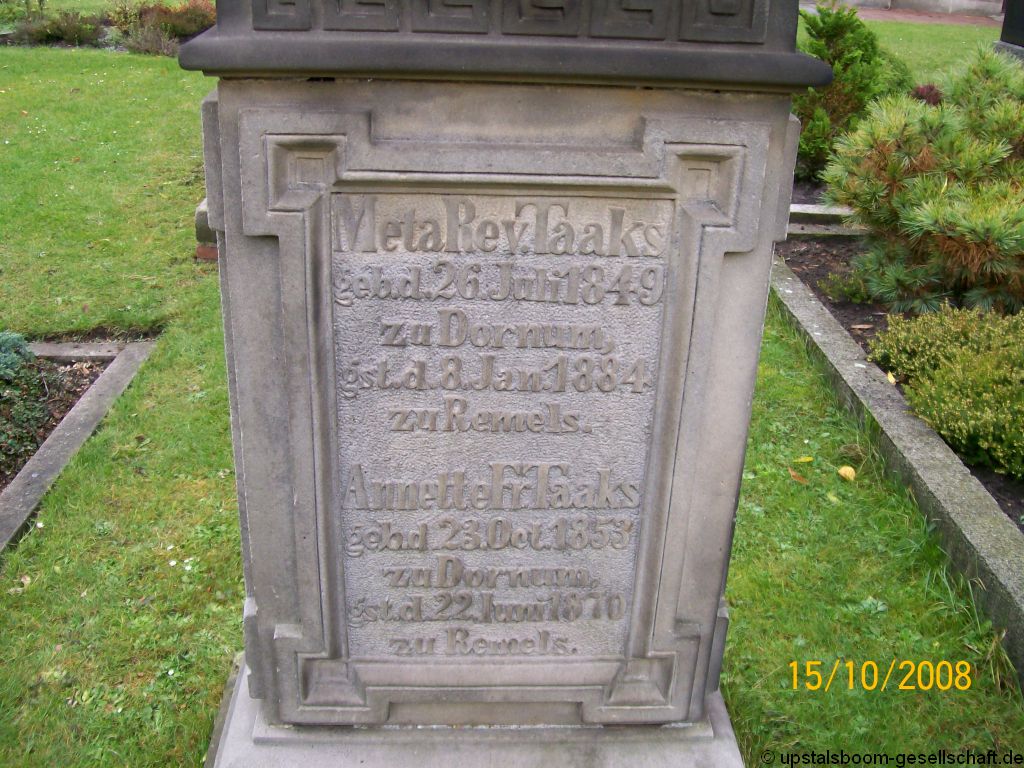 Meta Rev. Taaks
geb. d. 26. Juli 1849
zu Dornum,
gst. d. 8. Jan. 1884
zu Remels.
Annette Fr. Taaks
geb. d 23. Oct. 1853
zu Dornum,
gst. d. 22. Juni 1870
zu Remels.
15/10/2008
© upstalsboom-gesellschaft.de